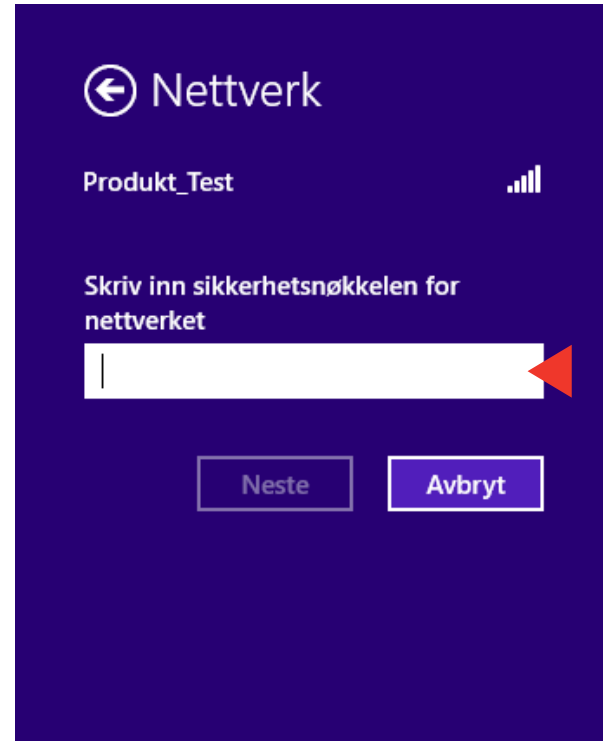 Nettverk
Produkt_Test
Skriv inn sikkerhetsnøkkelen for
nettverket
Neste Avbryt